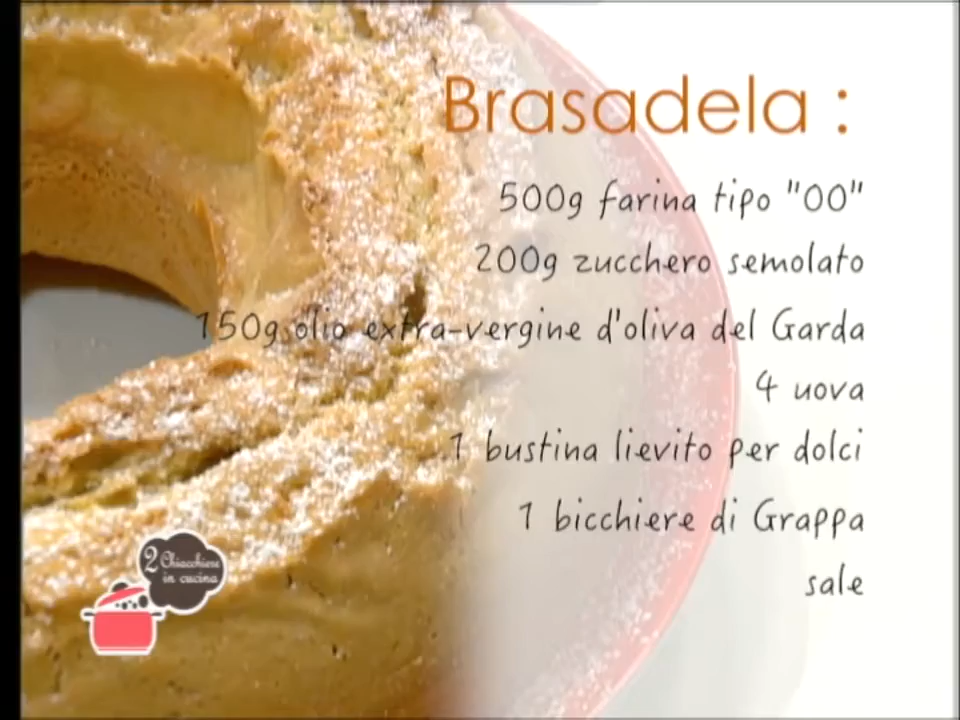 Brasadela :
500g farina tipo "00"
200g zucchero semolato
150g olio extra-vergine d'oliva del Garda
4 uova
1 bustina lievito per dolci
1 bicchiere di Grappa
sale
2 Chiacchiere
in cucina